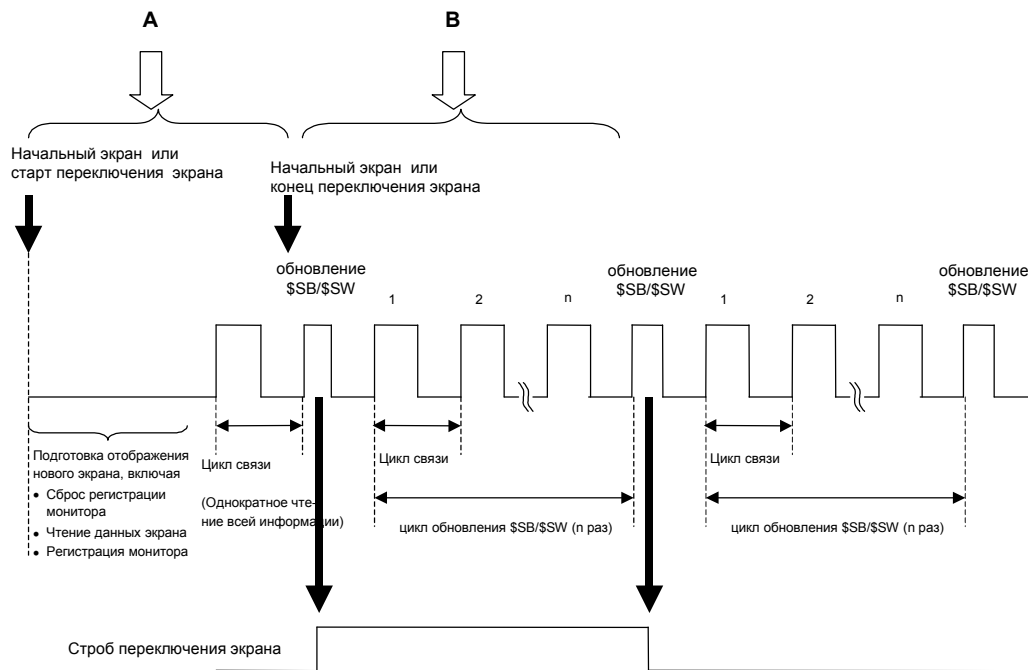 A
B
Начальный экран или
старт переключения экрана
Начальный экран или
конец переключения экрана
обновление
$SB/$SW
1
2
n
обновление
$SB/$SW
1
2
n
обновление
$SB/$SW
Подготовка отображения
нового экрана, включая
• Сброс регистрации
монитора
• Чтение данных экрана
• Регистрация монитора
Цикл связи
(Однократное чте-
ние всей информации)
Цикл связи
цикл обновления $SB/$SW (n раз)
Цикл связи
цикл обновления $SB/$SW (n раз)
Строб переключения экрана